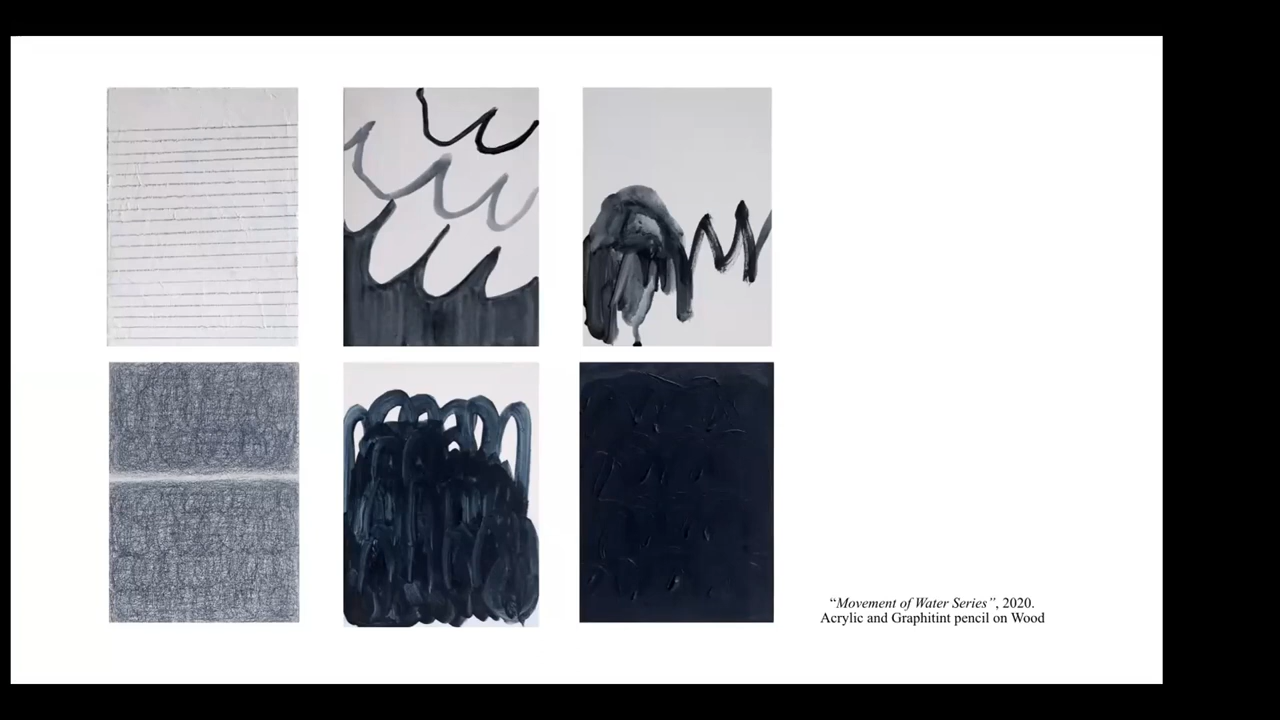 “Movement of Water Series”, 2020.
Acrylic and Graphitint pencil on Wood